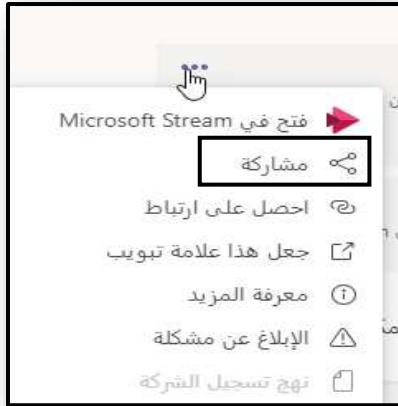 فتح في Microsoft Stream
مشاركة
احصل على ارتباط
جعل هذا علامة تبويب
معرفة المزيد
الإبلاغ عن مشكلة
نهج تسجيل الشركة